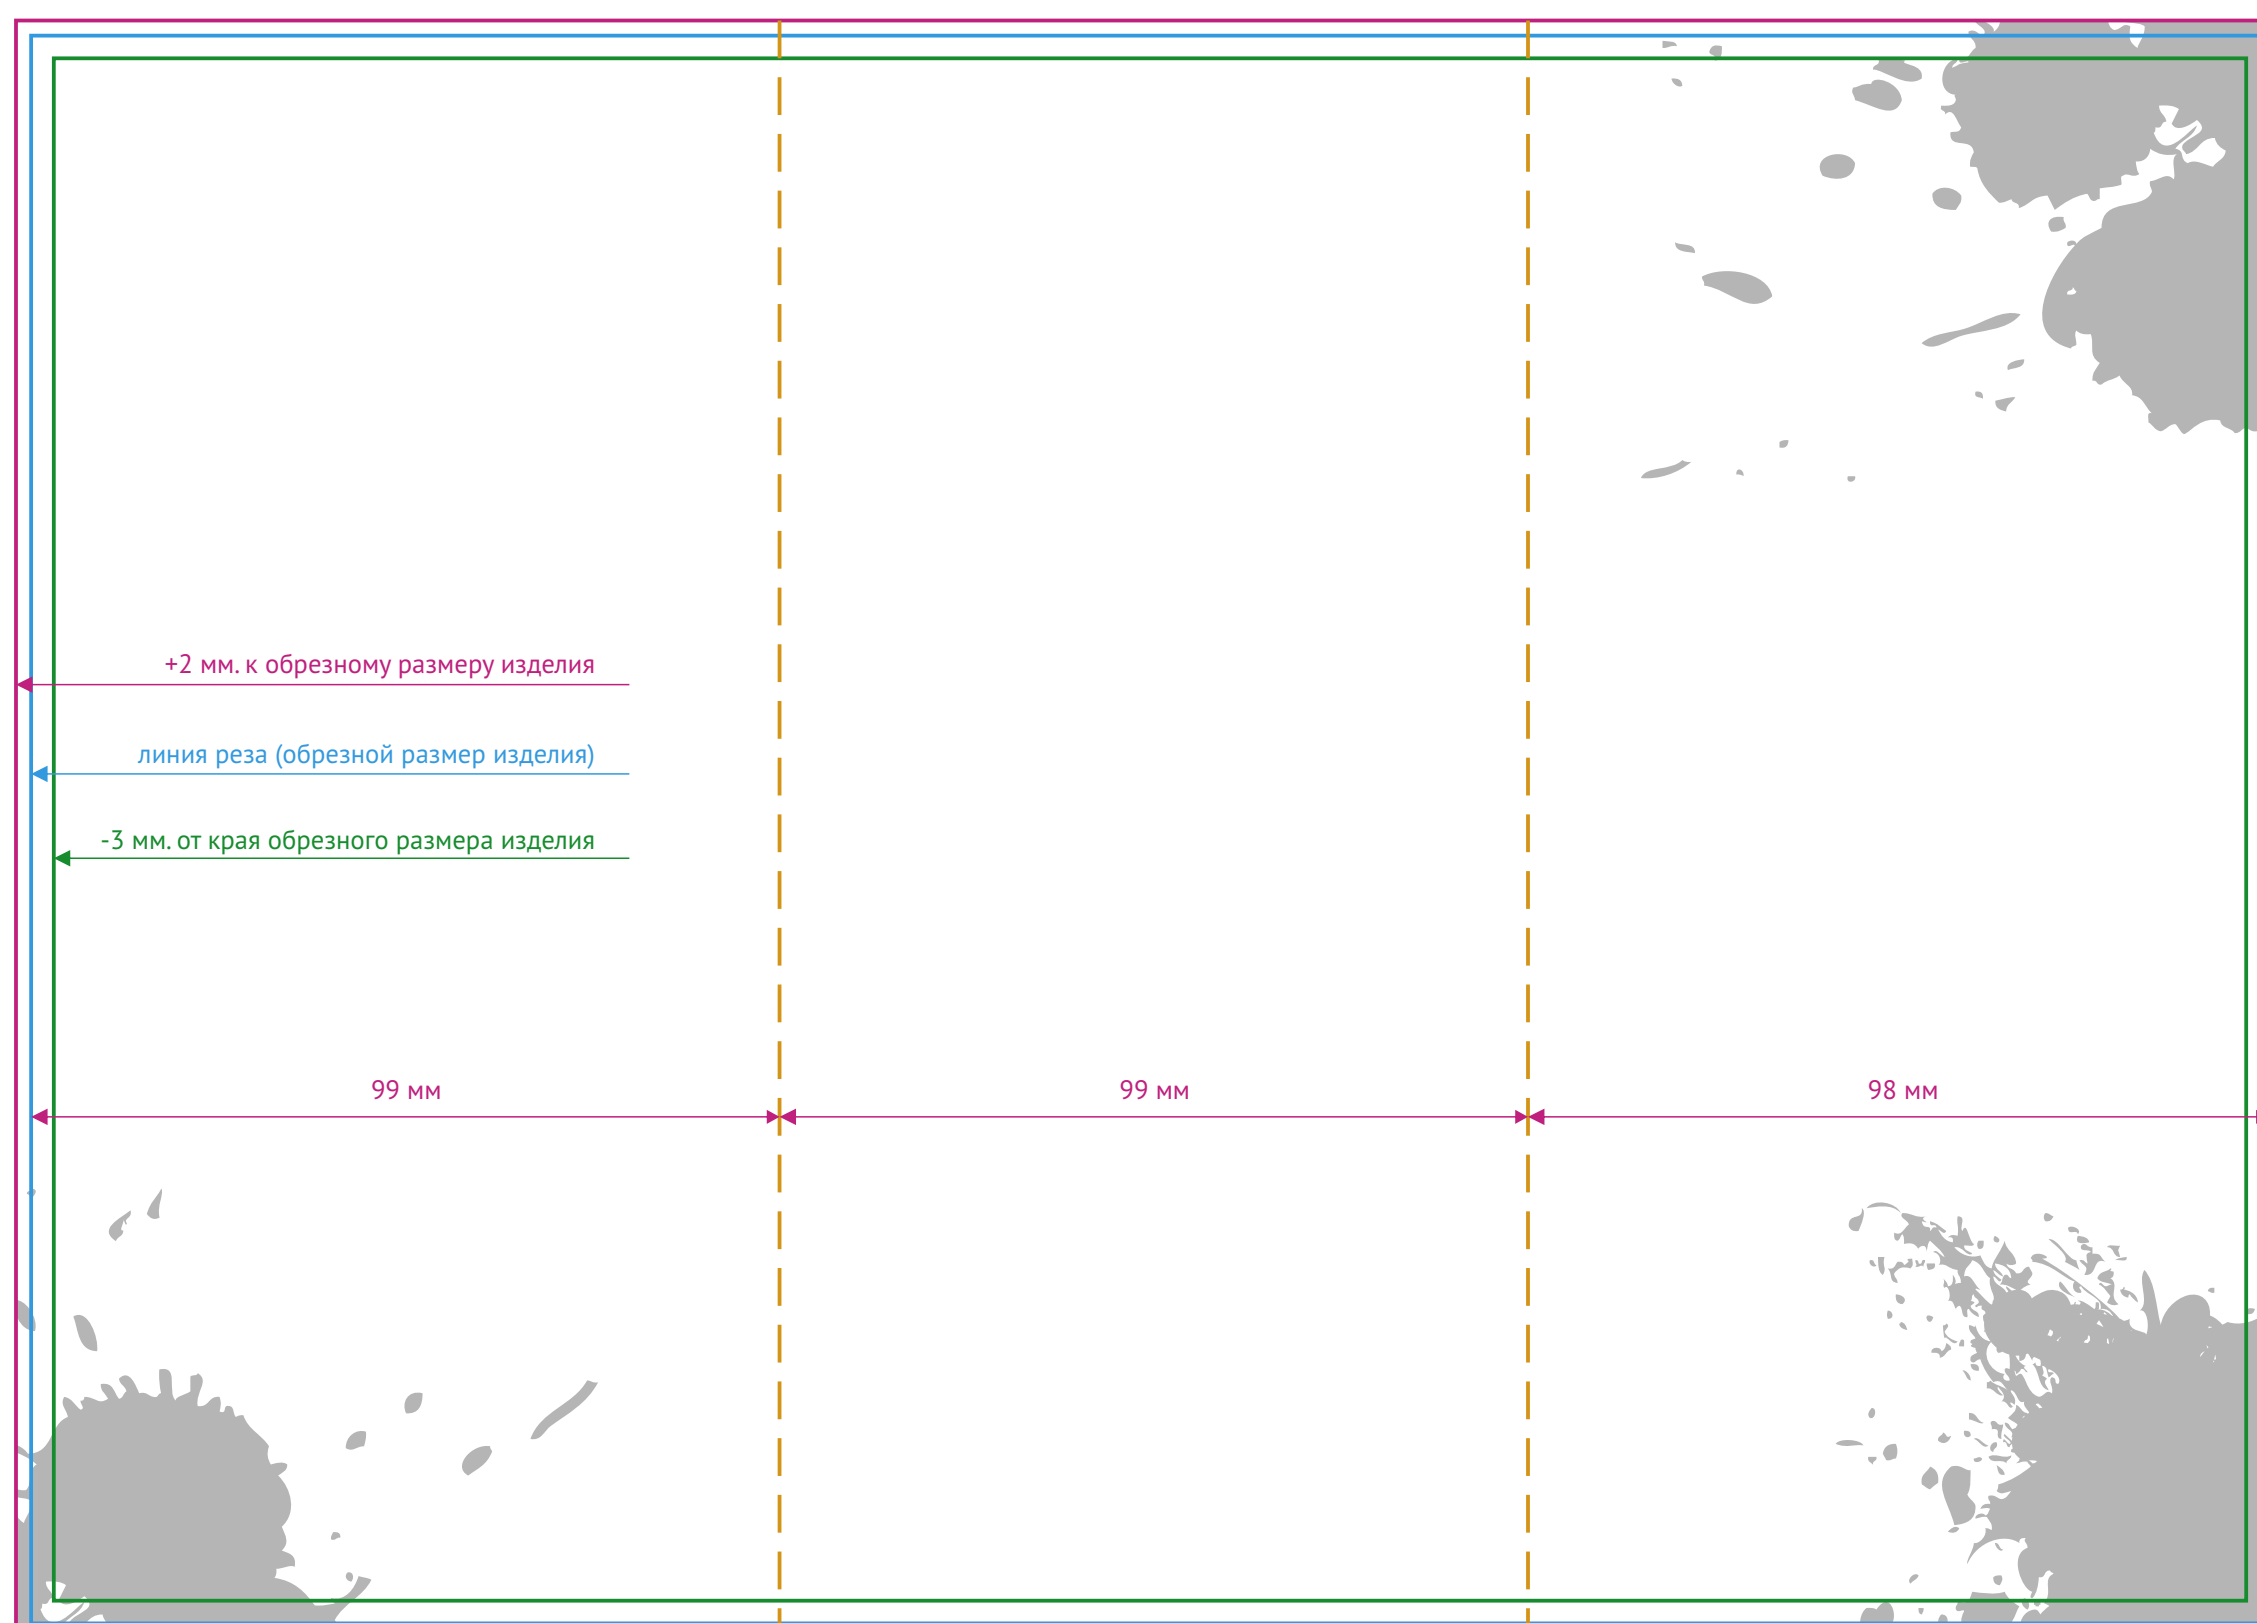 +2 мм. к обрезному размеру изделия
линия реза (обрезной размер изделия)
-3 мм. от края обрезного размера изделия
99 мм
99 мм
98 мм